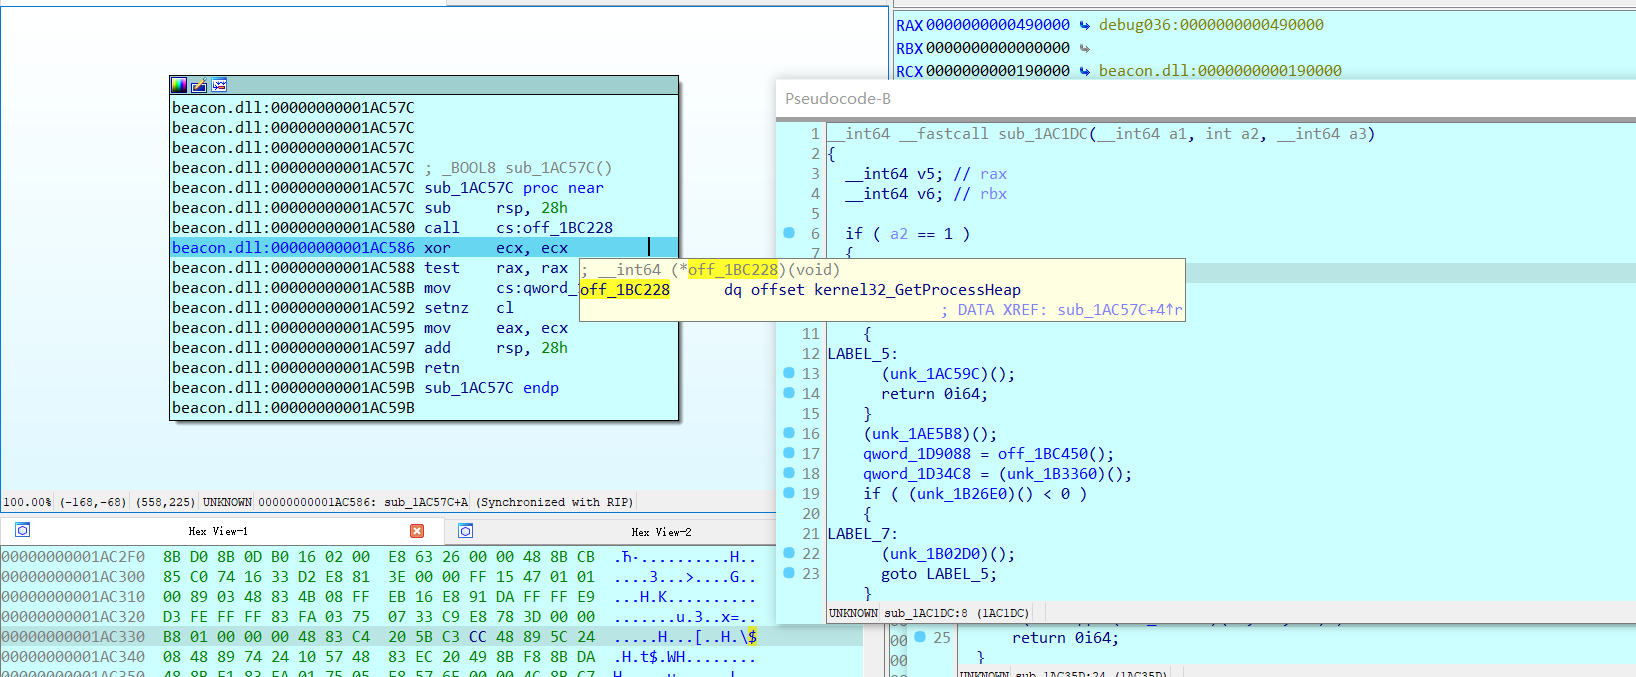 RAX 0000000000490000 debug036:0000000000490000
RBX 0000000000000000
RCX 0000000000190000 beacon.dll:0000000000190000
beacon.dll:00000000001AC57C
beacon.dll:00000000001AC57C
beacon.dll:00000000001AC57C
beacon.dll:00000000001AC57C ; _BOOL8 sub_1AC57C()
beacon.dll:00000000001AC57C sub_1AC57C proc near
beacon.dll:00000000001AC57C sub rsp, 28h
beacon.dll:00000000001AC580 call cs:off_1BC228
beacon.dll:00000000001AC586 xor ecx, ecx
beacon.dll:00000000001AC588 test rax, rax
beacon.dll:00000000001AC58B mov cs:qword_
beacon.dll:00000000001AC592 setnz cl
beacon.dll:00000000001AC595 mov eax, ecx
beacon.dll:00000000001AC597 add rsp, 28h
beacon.dll:00000000001AC59B retn
beacon.dll:00000000001AC59B sub_1AC57C endp
beacon.dll:00000000001AC59B
; __int64 (*off_1BC228)(void)
off_1BC228 dq offset kernel32_GetProcessHeap
; DATA XREF: sub_1AC57C+4↑r
100.00% (-168,-68) (558,225) UNKNOWN 00000000001AC586: sub_1AC57C+A (Synchronized with RIP)
Pseudocode-B
1 __int64 __fastcall sub_1AC1DC(__int64 a1, int a2, __int64 a3)
2 {
3 __int64 v5; // rax
4 __int64 v6; // rbx
5
6 if ( a2 == 1 )
7 {
11 {
12 LABEL_5:
13 (unk_1AC59C)();
14 return 0i64;
15 }
16 (unk_1AE5B8)();
17 qword_1D9088 = off_1BC450();
18 qword_1D34C8 = (unk_1B3360)();
19 if ( (unk_1B26E0)() < 0 )
20 {
21 LABEL_7:
22 (unk_1B02D0)();
23 goto LABEL_5;
}
UNKNOWN sub_1AC1DC:8 (1AC1DC)
25 return 0i64;
}
UNKNOWN sub_1AC35D:24 (1AC35D)
Hex View-1
Hex View-2
00000000001AC2F0 8B D0 8B 0D B0 16 02 00 E8 63 26 00 00 48 8B CB .Ћ·..........H..
00000000001AC300 85 C0 74 16 33 D2 E8 81 3E 00 00 FF 15 47 01 01 ....3...>....G..
00000000001AC310 00 89 03 48 83 4B 08 FF EB 16 E8 91 DA FF FF E9 ...H.K..........
00000000001AC320 D3 FE FF FF 83 FA 03 75 07 33 C9 E8 78 3D 00 00 .......u.3..x=..
00000000001AC330 B8 01 00 00 00 48 83 C4 20 5B C3 CC 48 89 5C 24 .....H...[..H.\$
00000000001AC340 08 48 89 74 24 10 57 48 83 EC 20 49 8B F8 8B DA .H.t$.WH........